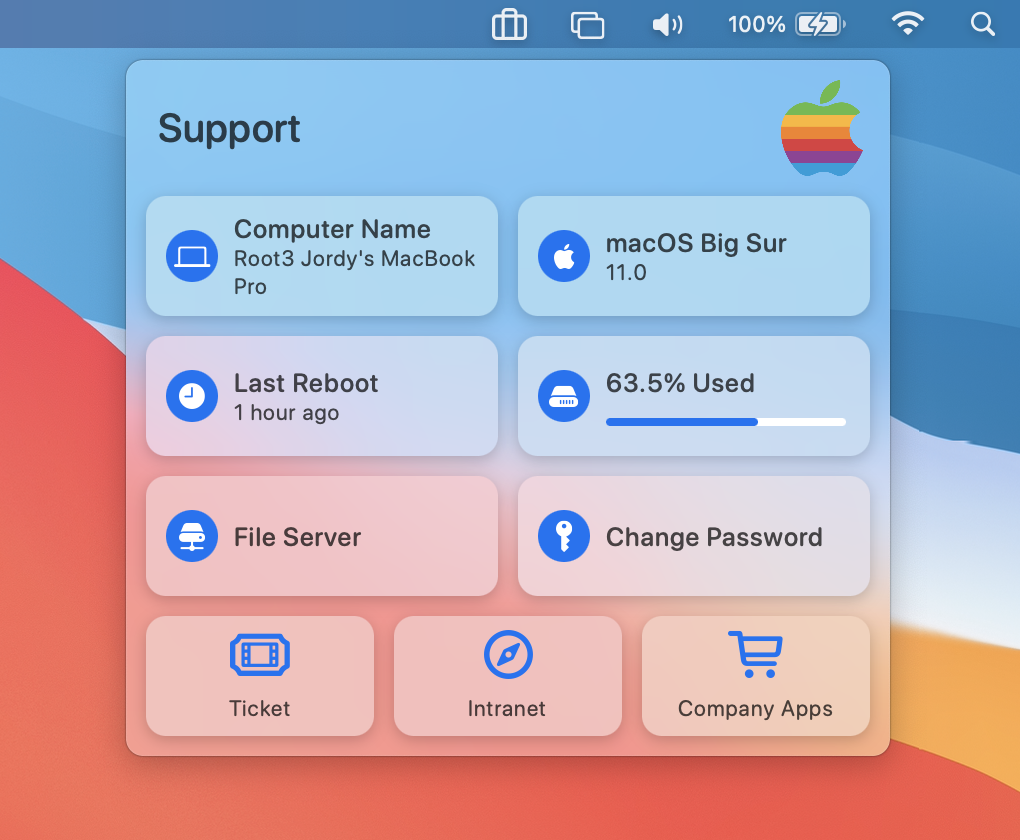 100%
Support
Computer Name
Root3 Jordy's MacBook
Pro
macOS Big Sur
11.0
Last Reboot
1 hour ago
63.5% Used
File Server
Change Password
Ticket
Intranet
Company Apps